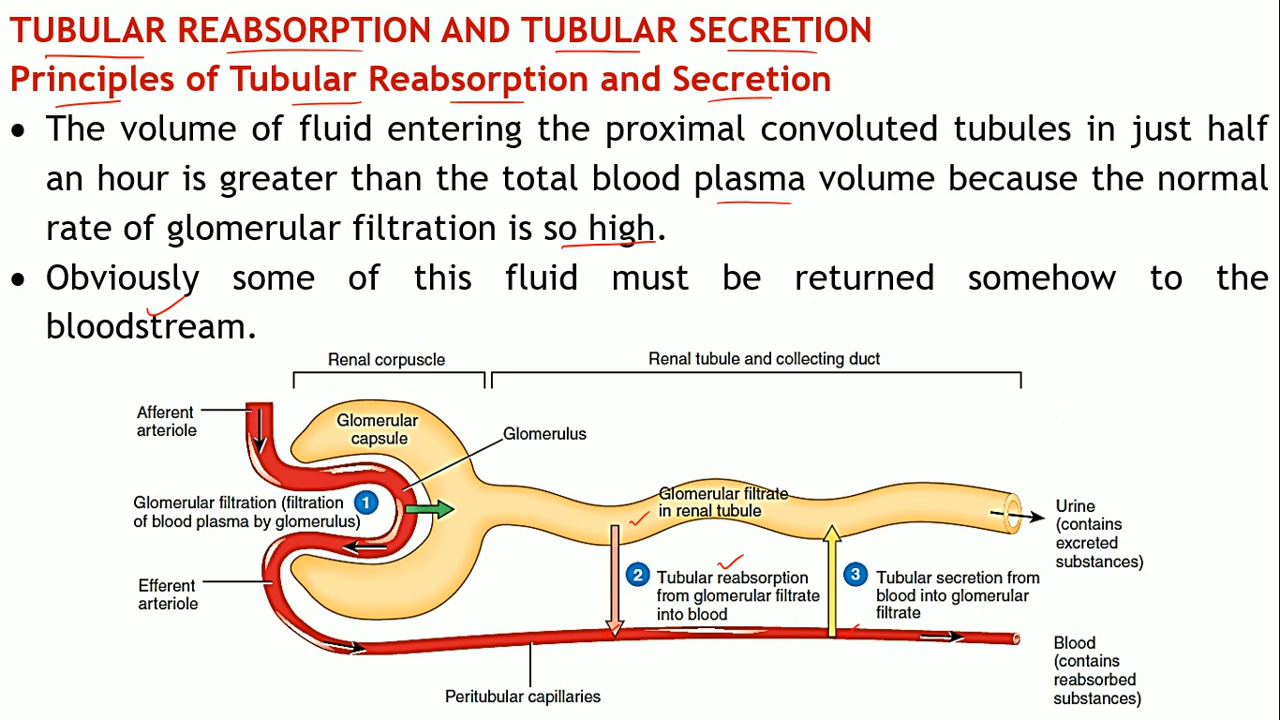 TUBULAR REABSORPTION AND TUBULAR SECRETION
Principles of Tubular Reabsorption and Secretion
• The volume of fluid entering the proximal convoluted tubules in just half
an hour is greater than the total blood plasma volume because the normal
rate of glomerular filtration is so high.
• Obviously some of this fluid must be returned somehow to the
bloodstream.
Renal corpuscle
Renal tubule and collecting duct
Afferent
arteriole
Glomerular
capsule
Glomerulus
Glomerular filtration (filtration
of blood plasma by glomerulus)
1
Glomerular filtrate
in renal tubule
Urine
(contains
excreted
substances)
Efferent
arteriole
2
Tubular reabsorption
from glomerular filtrate
into blood
3
Tubular secretion from
blood into glomerular
filtrate
Blood
(contains
reabsorbed
substances)
Peritubular capillaries